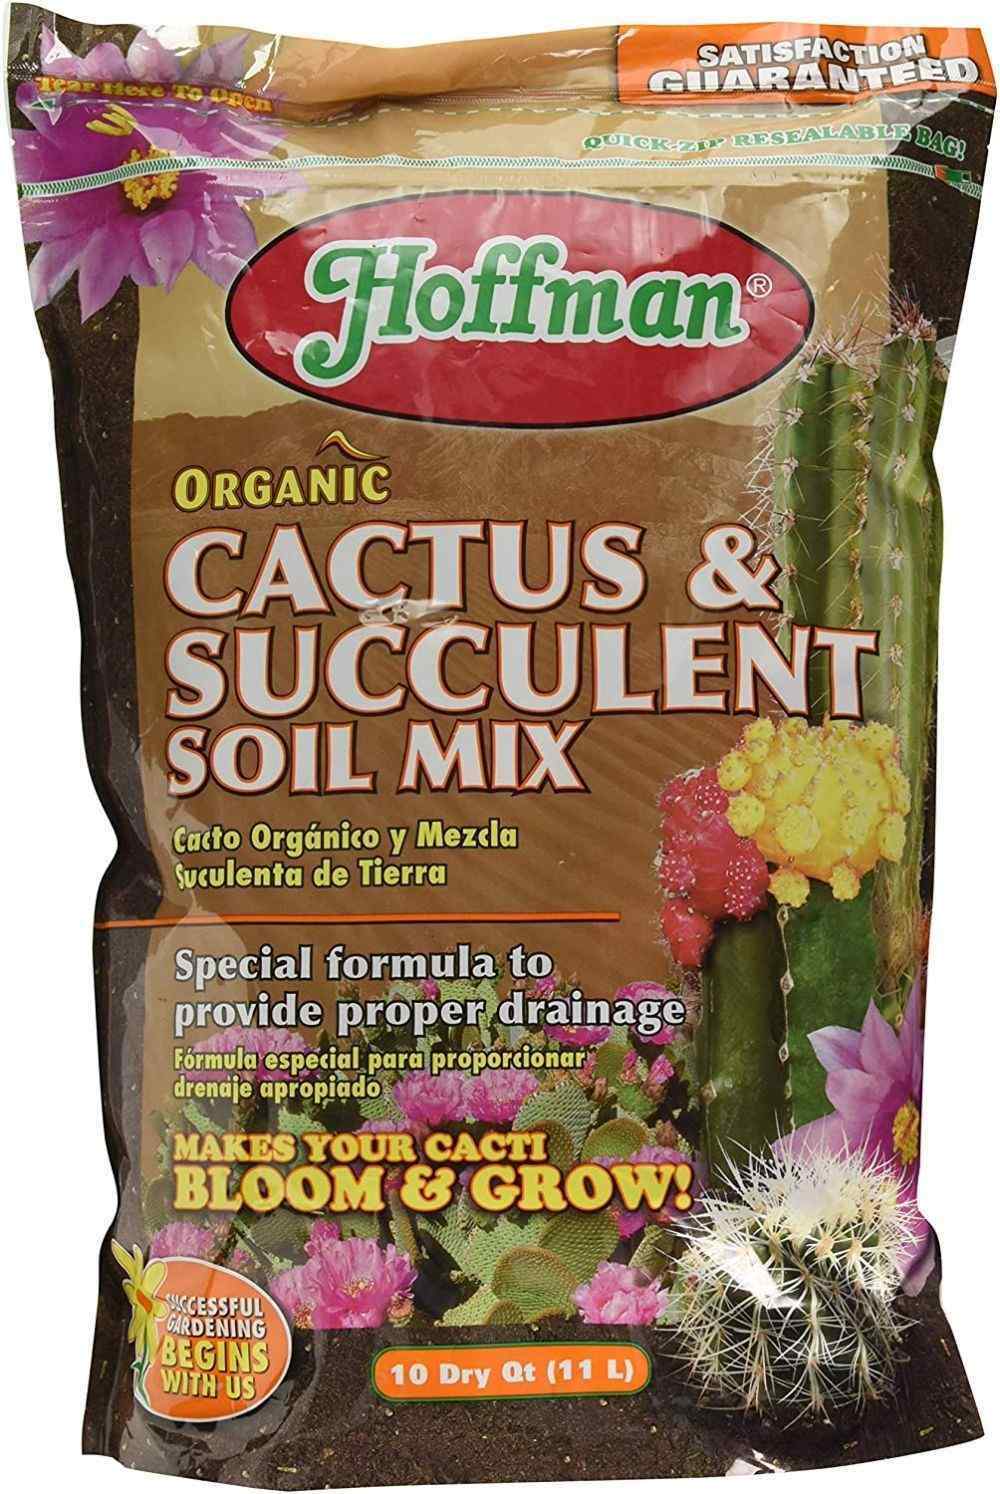 SATISFACTION
GUARANTEED
Tear Here To Open
QUICK-ZIP RESEALABLE BAG!
Hoffman®
ORGANIC
CACTUS &
SUCCULENT
SOIL MIX
Cacto Orgánico y Mezcla
Suculenta de Tierra
Special formula to
provide proper drainage
Fórmula especial para proporcionar
drenaje apropiado
MAKES YOUR CACTI
BLOOM & GROW!
SUCCESSFUL
GARDENING
BEGINS
WITH US
10 Dry Qt (11 L)